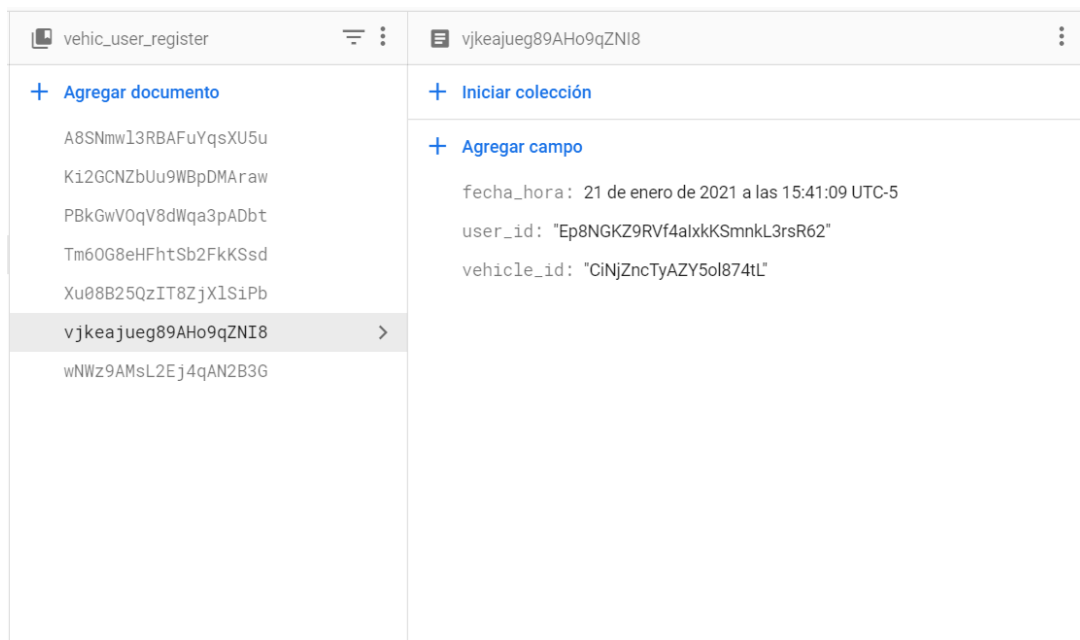 vehic_user_register
Agregar documento
A8SNmwl3RBAFuYqsXU5u
Ki2GCNZbUu9WBpDMAraw
PBkGwVOqV8dWqa3pADbt
Tm6OG8eHFhtSb2FkKSsd
Xu08B25QzIT8ZjXlSiPb
vjkeajueg89AHo9qZNI8
wNWz9AMsL2Ej4qAN2B3G
vjkeajueg89AHo9qZNI8
Iniciar colección
Agregar campo
fecha_hora: 21 de enero de 2021 a las 15:41:09 UTC-5
user_id: "Ep8NGKZ9RVf4aIxkKSmnkL3rsR62"
vehicle_id: "CiNjZncTyAZY5ol874tL"